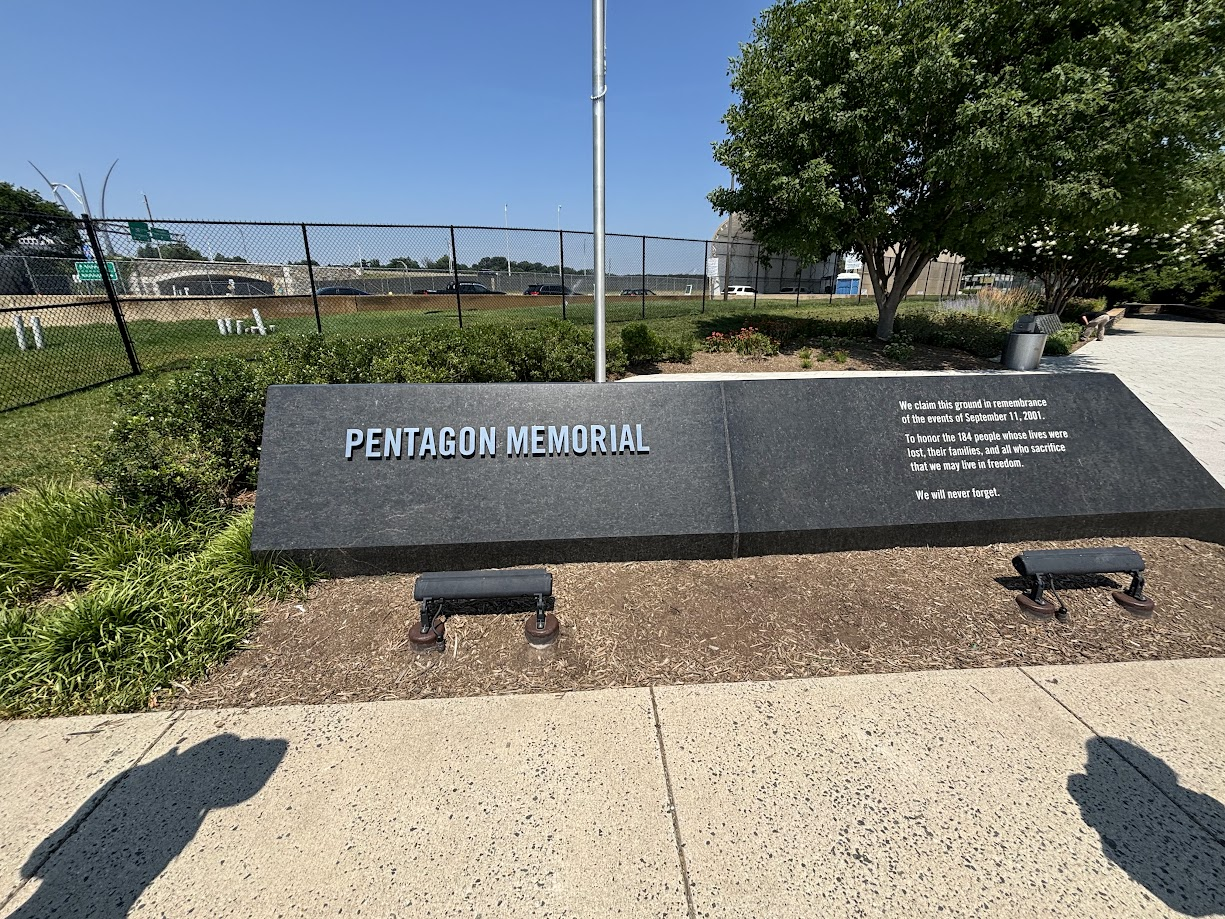 PENTAGON MEMORIAL
We claim this ground in remembrance
of the events of September 11, 2001.
To honor the 184 people whose lives were
lost, their families, and all who sacrifice
that we may live in freedom.
We will never forget.